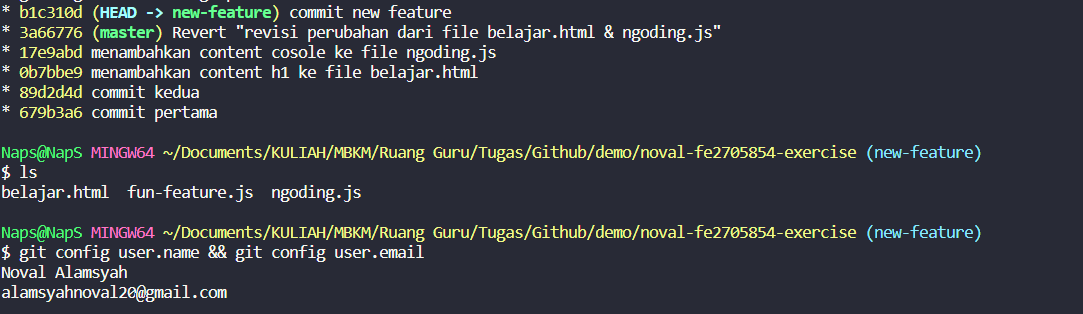 * b1c310d (HEAD -> new-feature) commit new feature
* 3a66776 (master) Revert "revisi perubahan dari file belajar.html & ngoding.js"
* 17e9abd menambahkan content cosole ke file ngoding.js
* 0b7bbe9 menambahkan content h1 ke file belajar.html
* 89d2d4d commit kedua
* 679b3a6 commit pertama
Naps@NapS MINGW64 ~/Documents/KULIAH/MBKM/Ruang Guru/Tugas/Github/demo/noval-fe2705854-exercise (new-feature)
$ ls
belajar.html  fun-feature.js  ngoding.js
Naps@NapS MINGW64 ~/Documents/KULIAH/MBKM/Ruang Guru/Tugas/Github/demo/noval-fe2705854-exercise (new-feature)
$ git config user.name && git config user.email
Noval Alamsyah
alamsyahnoval20@gmail.com